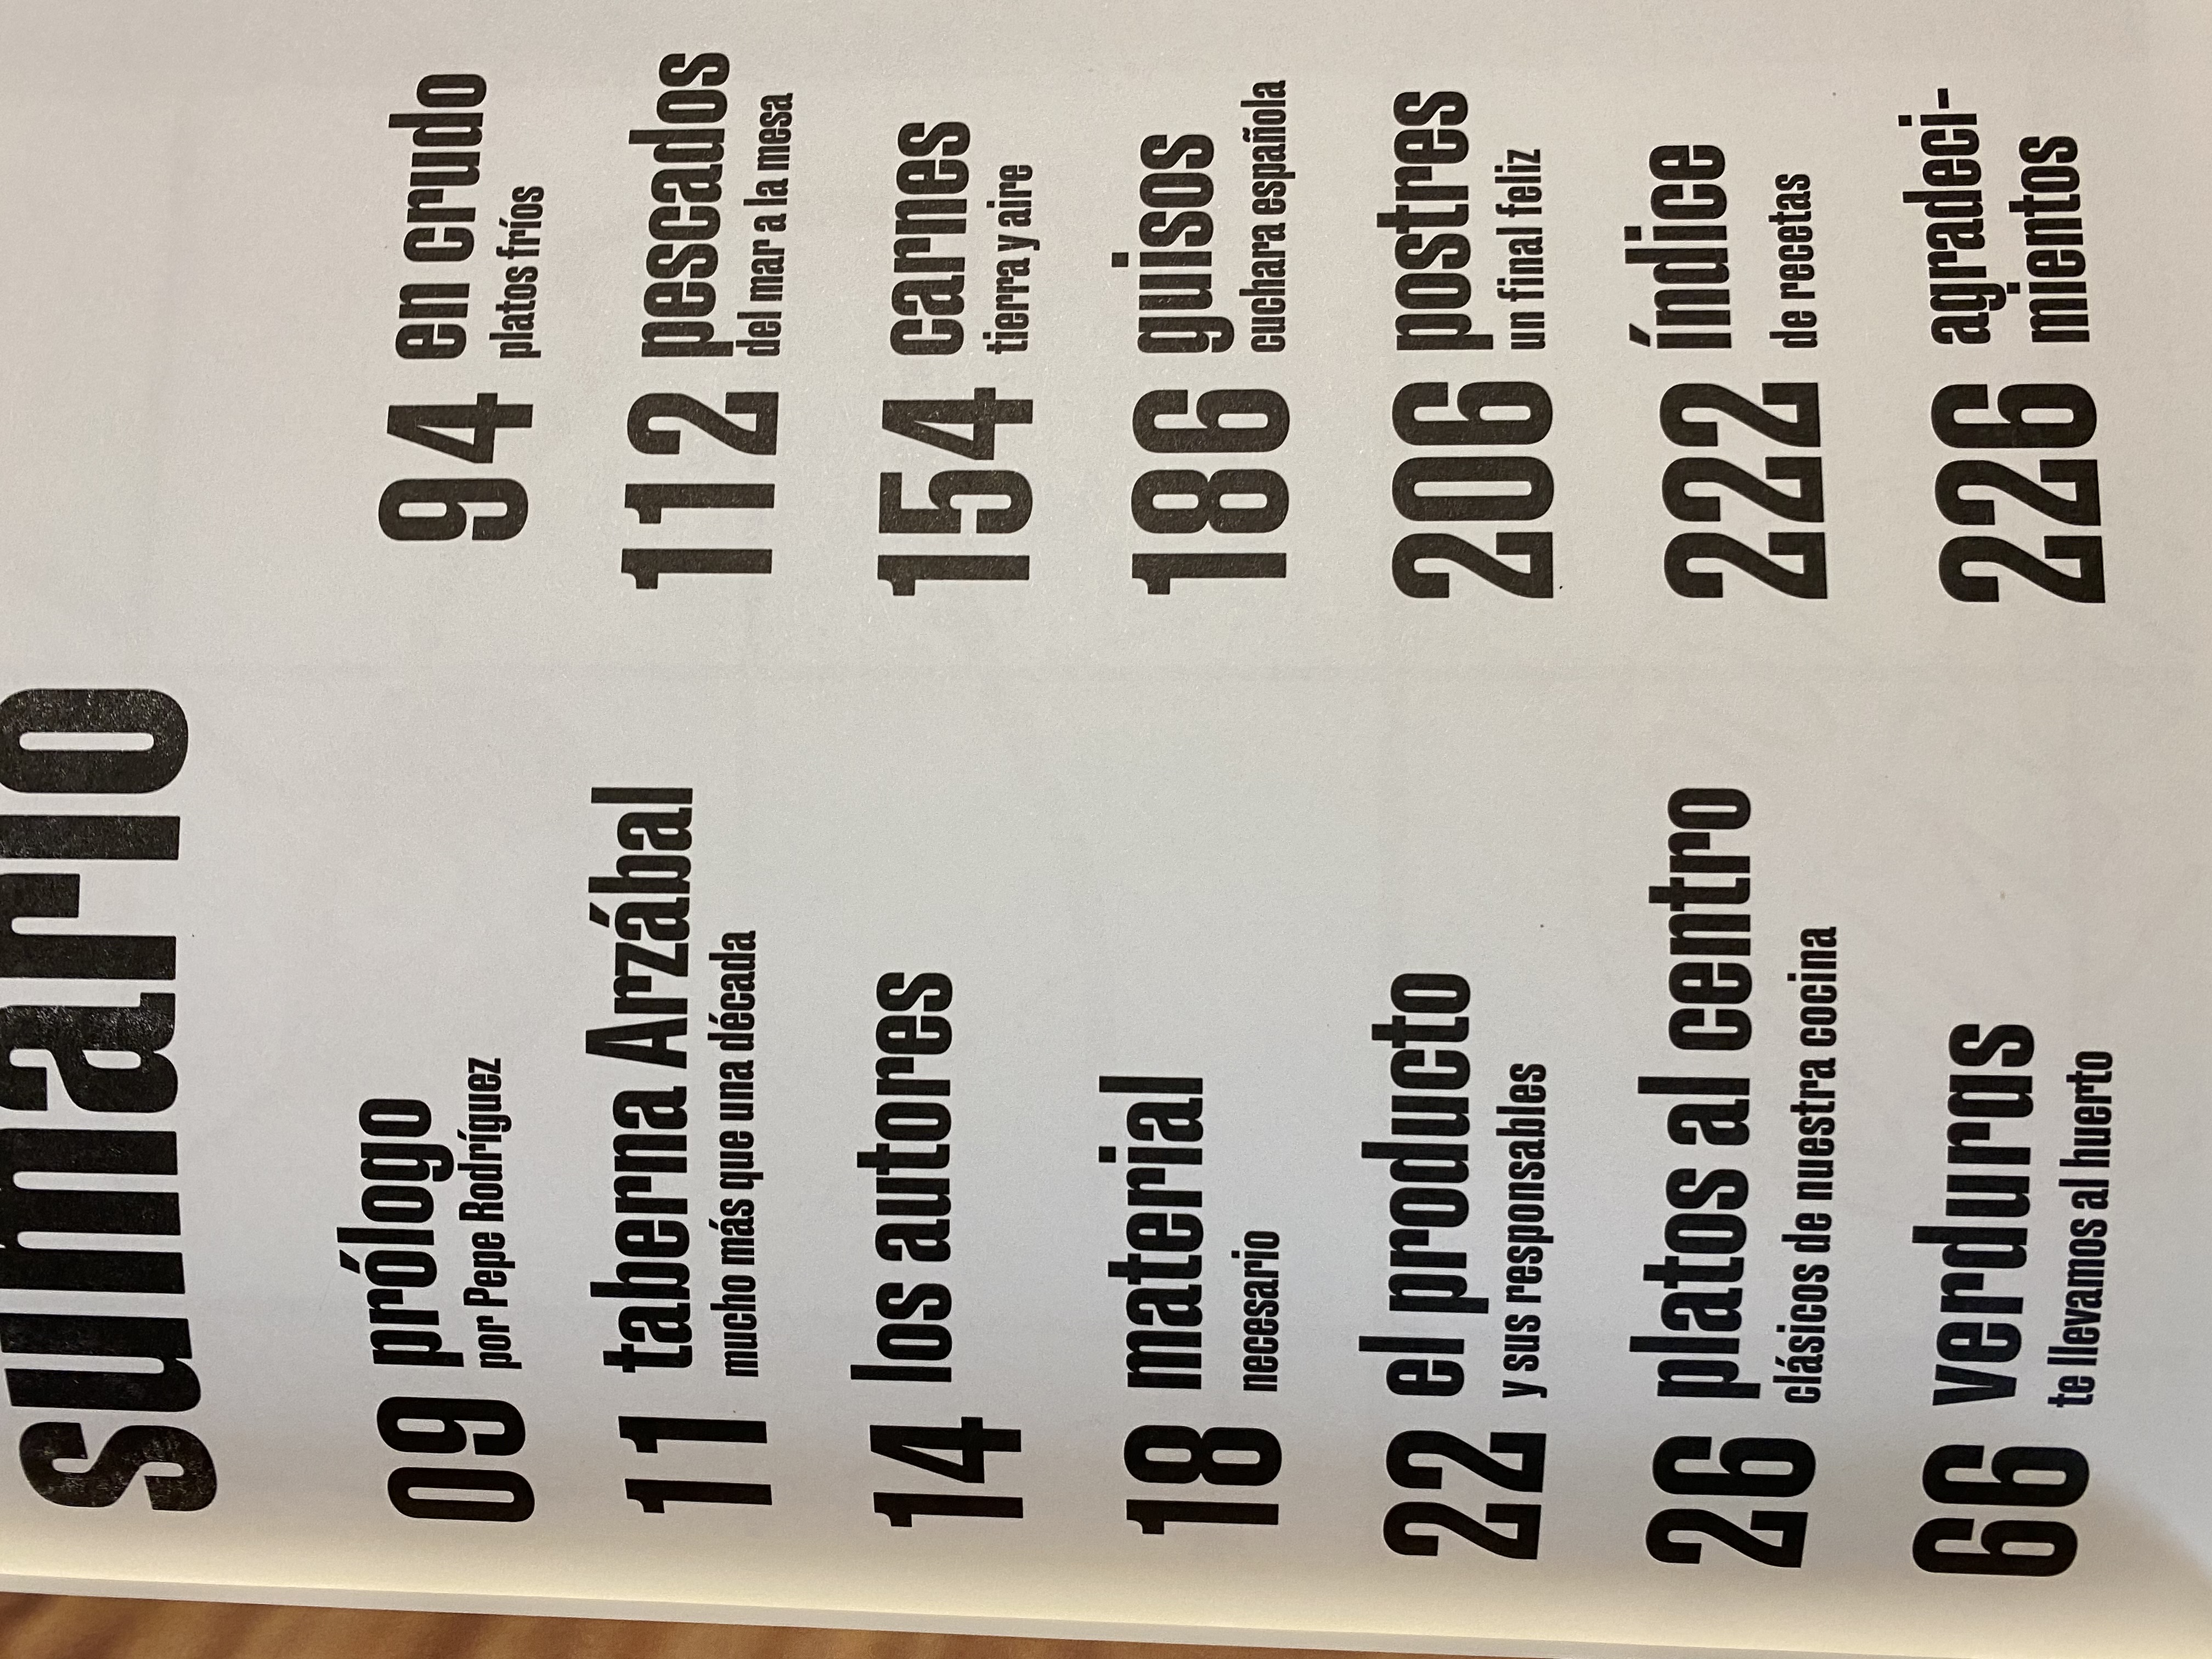 sumario
09 prólogo
por Pepe Rodríguez
11 taberna Arzábal
mucho más que una década
14 los autores
18 material
necesario
22 el producto
y sus responsables
26 platos al centro
clásicos de nuestra cocina
66 verduras
te llevamos al huerto
94 en crudo
platos fríos
112 pescados
del mar a la mesa
154 carnes
tierra y aire
186 guisos
cuchara española
206 postres
un final feliz
222 índice
de recetas
226 agradeci-
mientos